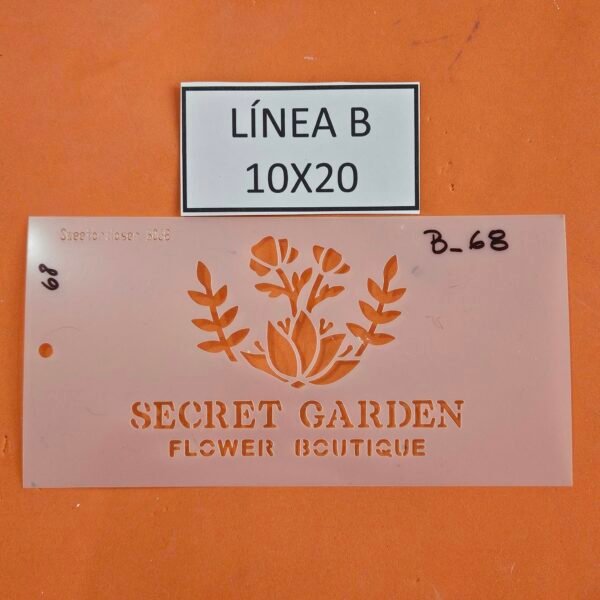 LÍNEA B
10X20
B_68
68
SECRET GARDEN
FLOWER BOUTIQUE